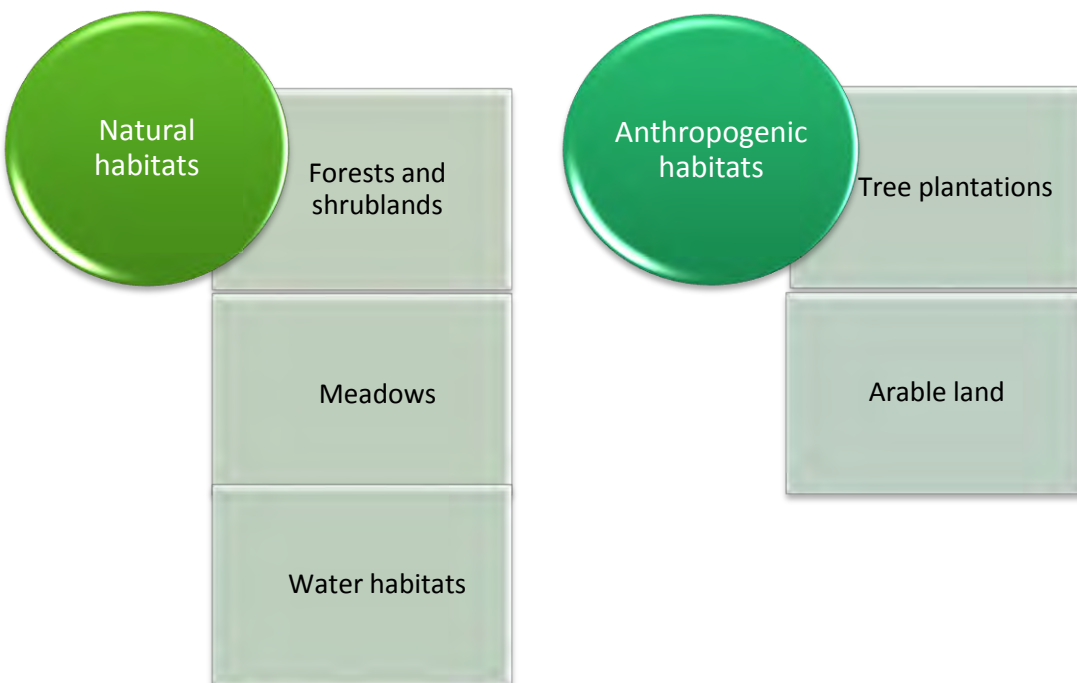 Natural
habitats
Forests and
shrublands
Meadows
Water habitats
Anthropogenic
habitats
Tree plantations
Arable land